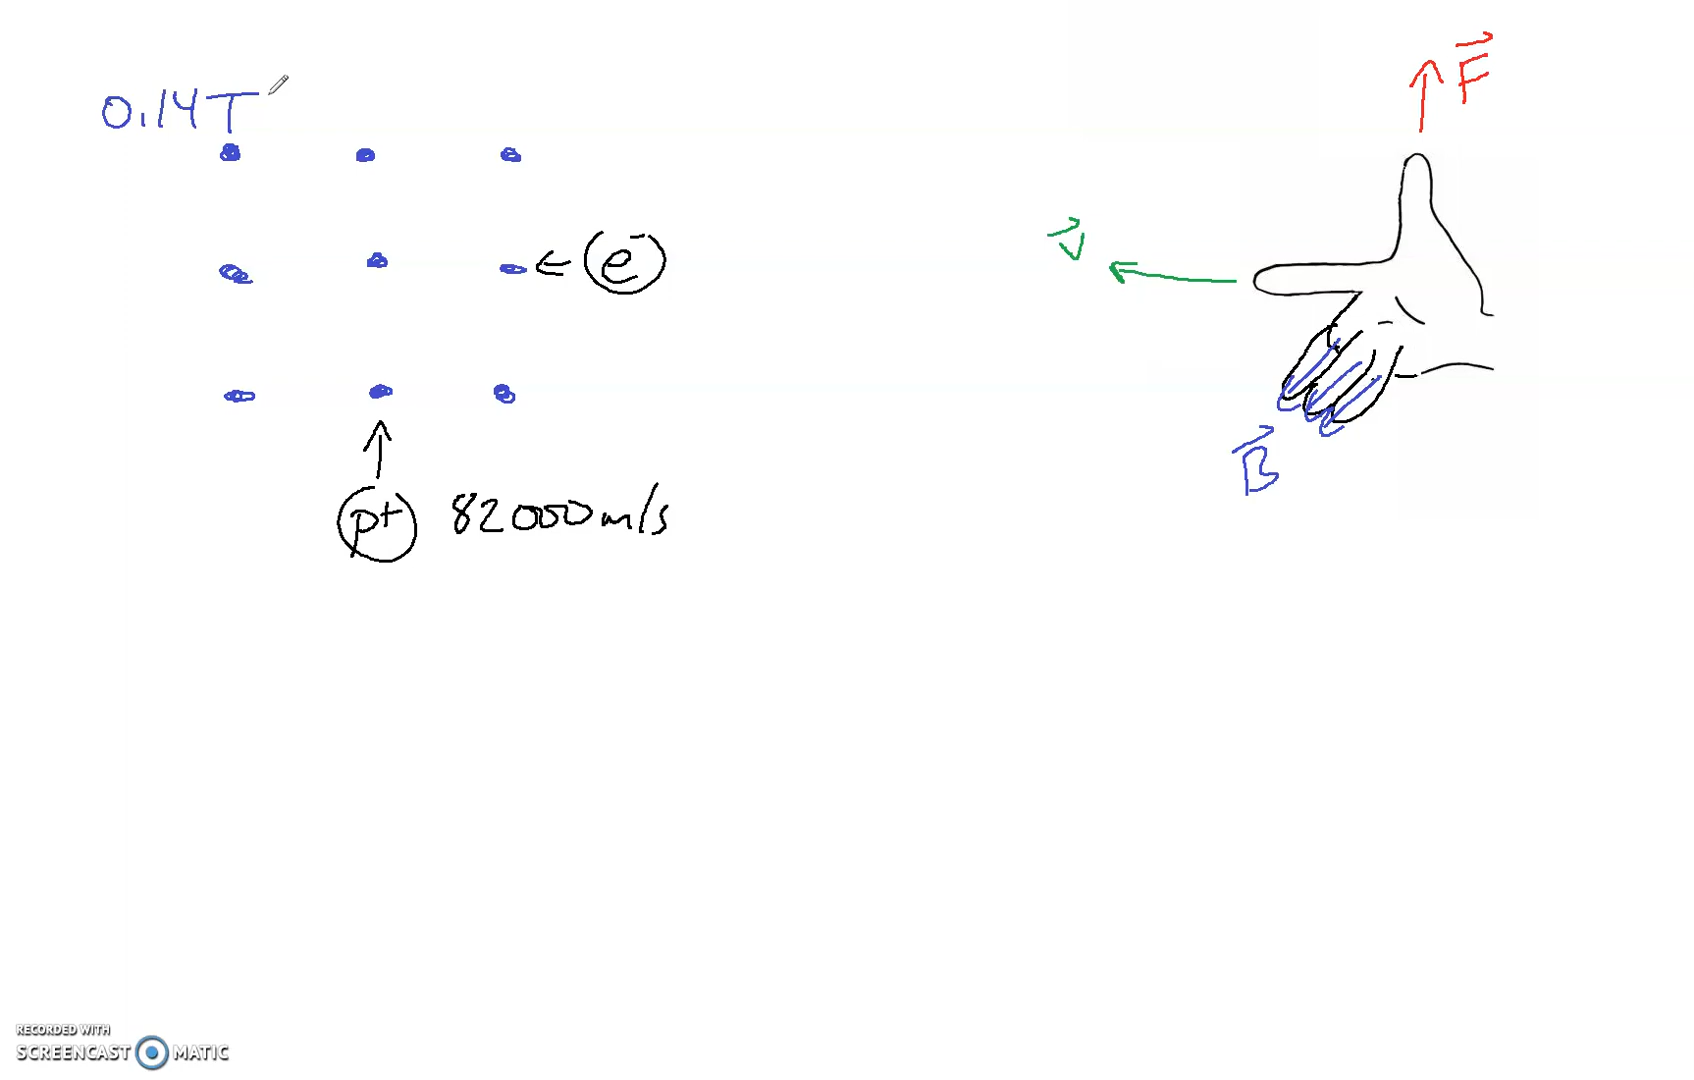 0.14T
F
V
e-
B
p+ 82000m/s
RECORDED WITH
SCREENCAST MATIC